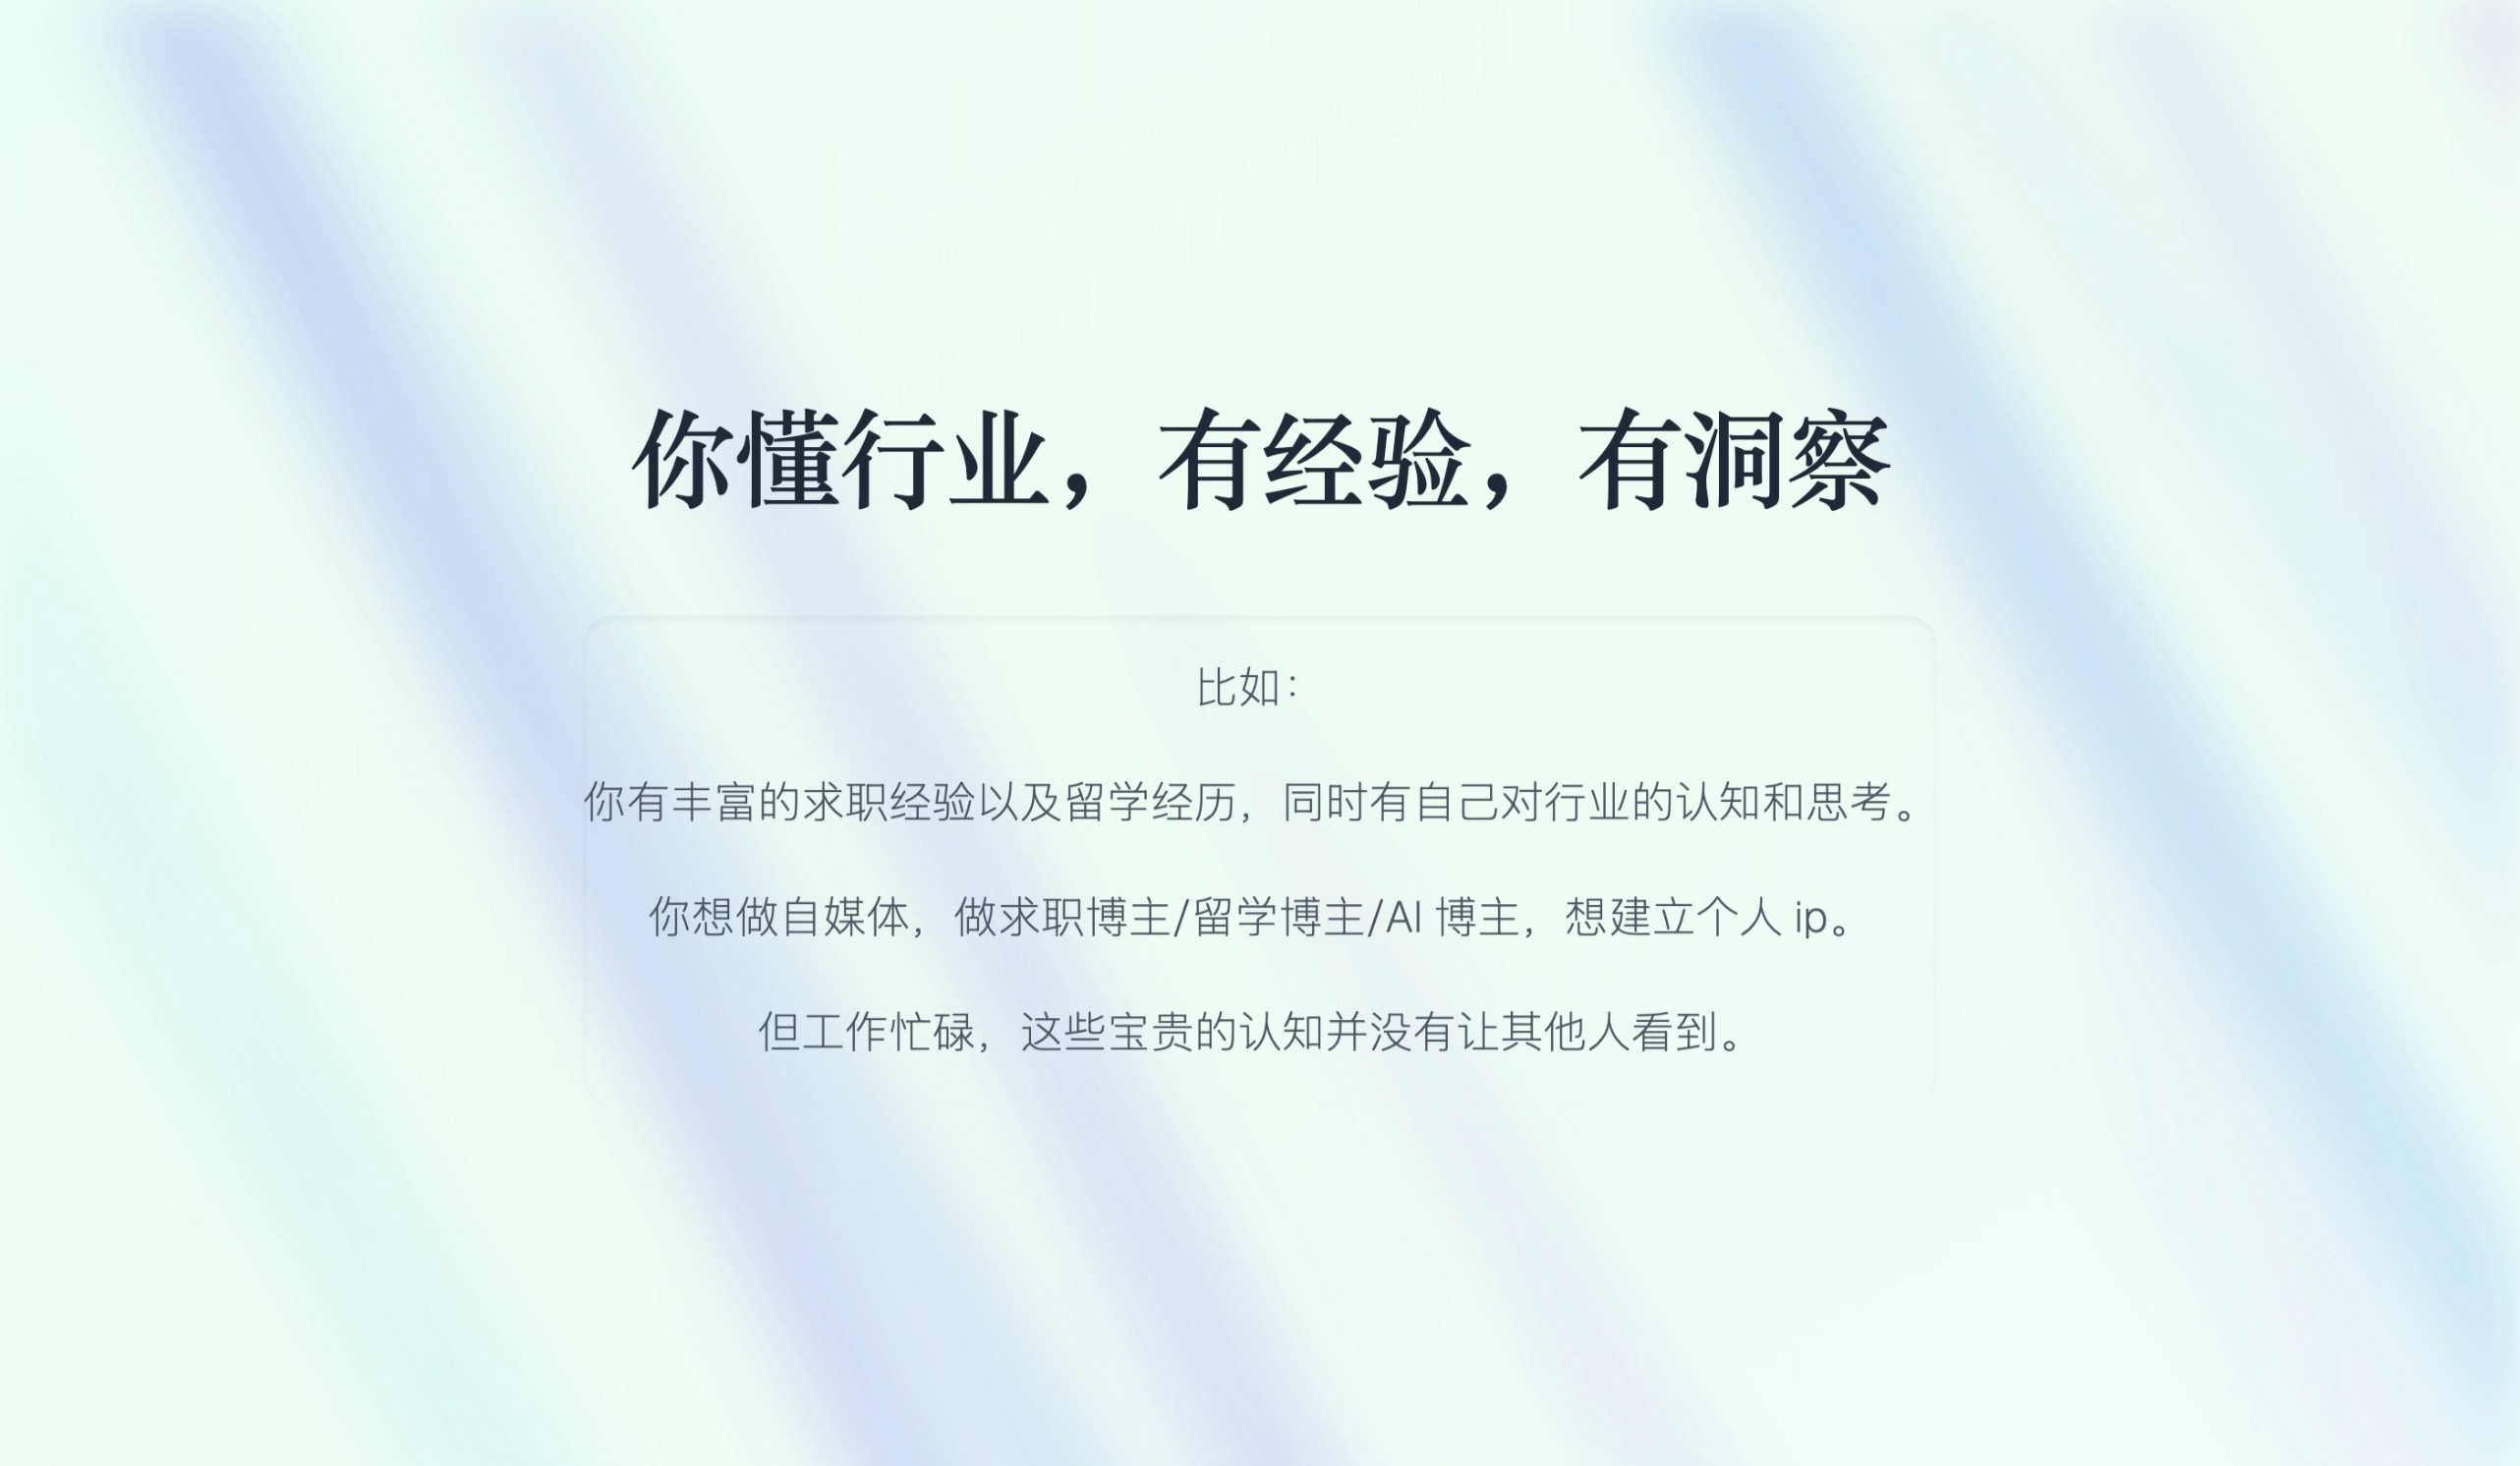 你懂行业，有经验，有洞察
比如：
你有丰富的求职经验以及留学经历，同时有自己对行业的认知和思考。
你想做自媒体，做求职博主/留学博主/AI 博主，想建立个人 ip。
但工作忙碌，这些宝贵的认知并没有让其他人看到。